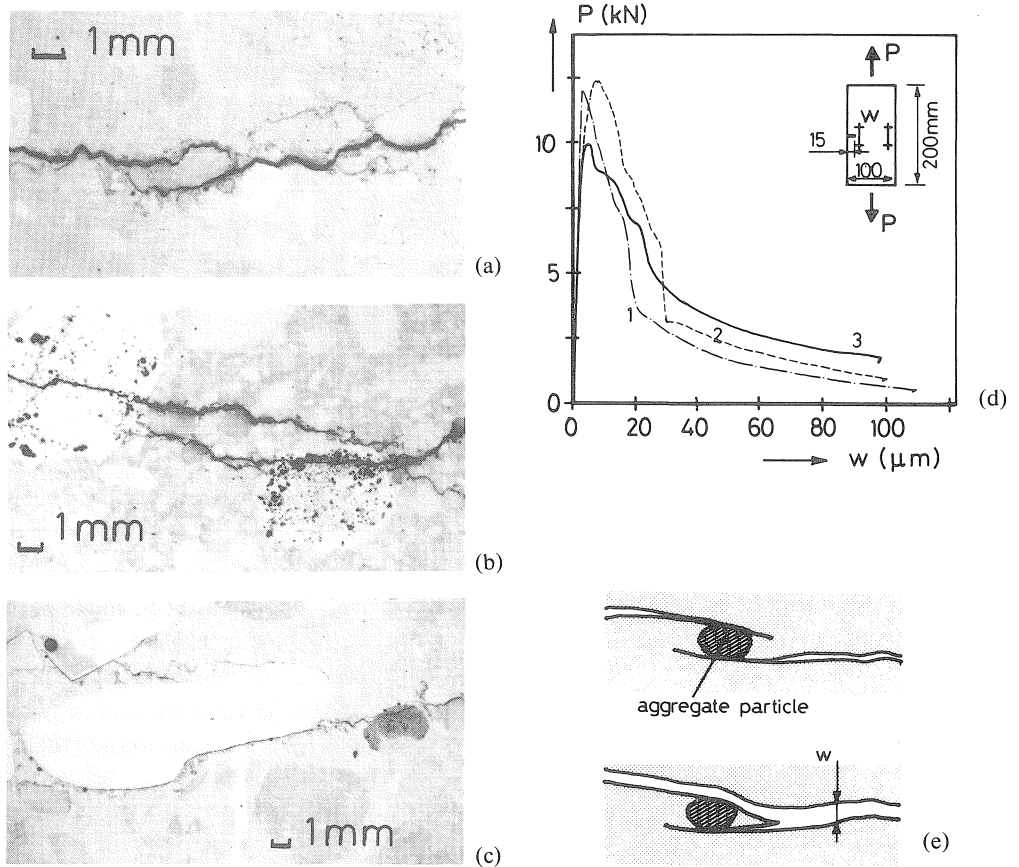 1mm
(a)
1mm
(b)
1mm
(c)
P (kN)
10
5
0
0 20 40 60 80 100
w (μm)
1
2
3
P
w
15
100
200mm
P
(d)
aggregate particle
w
(e)